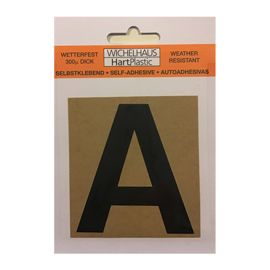 WETTERFEST
300µ DICK
WICHELHAUS
HartPlastic
WEATHER
RESISTANT
SELBSTKLEBEND • SELF-ADHESIVE • AUTOADHESIVAS
A